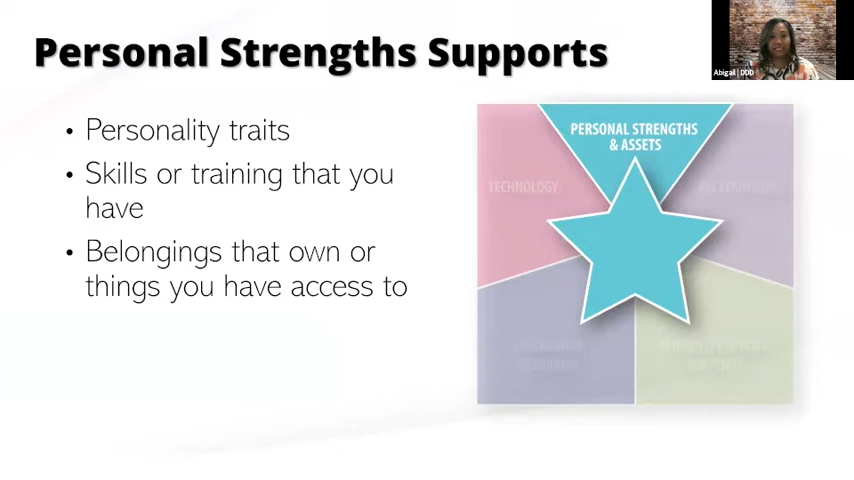 Personal Strengths Supports
Abigail | DDD
• Personality traits
• Skills or training that you
have
• Belongings that own or
things you have access to
PERSONAL STRENGTHS
& ASSETS
TECHNOLOGY